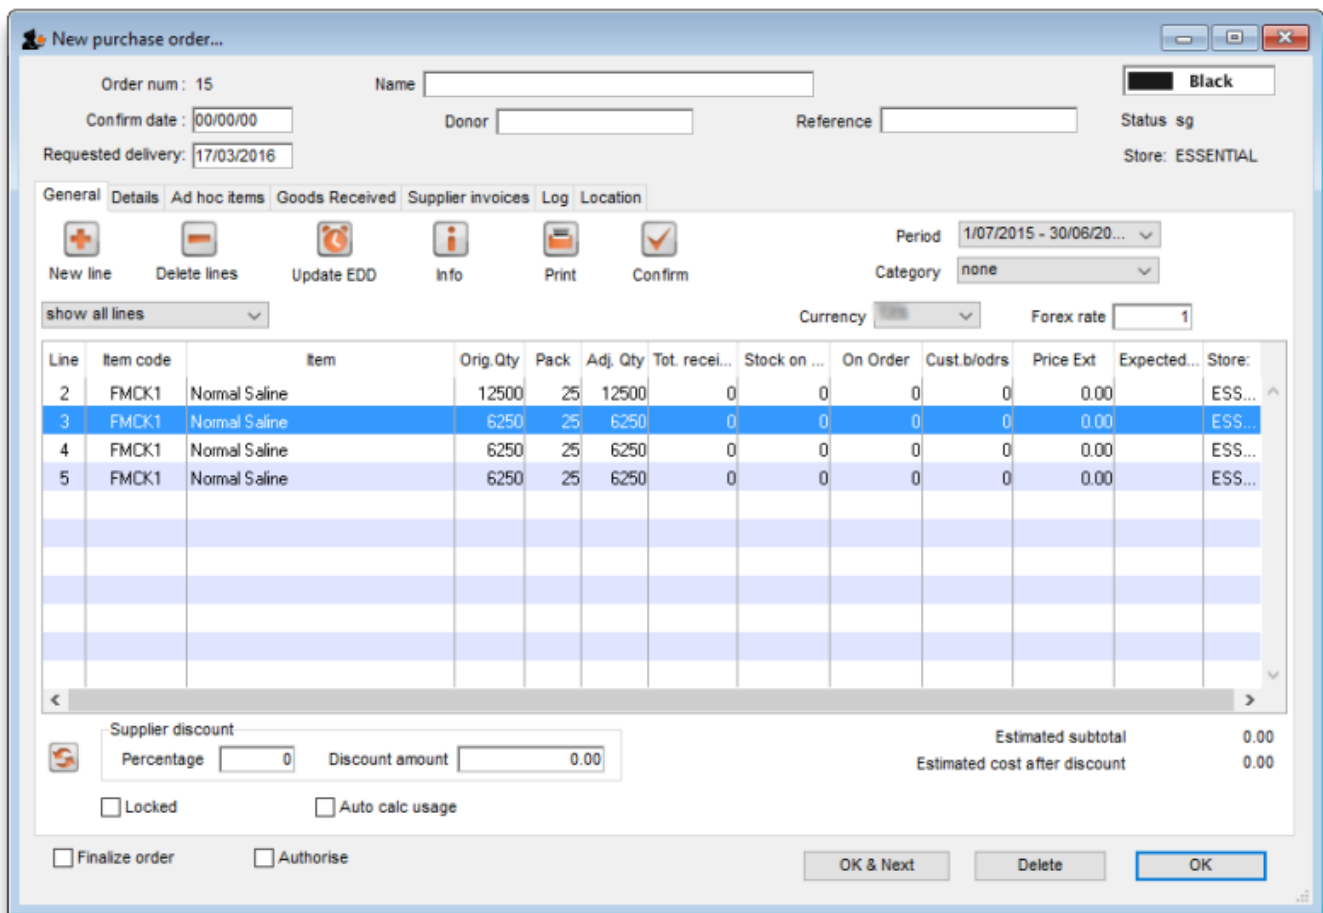 New purchase order...
Order num : 15
Name
Black
Confirm date : 00/00/00
Donor
Reference
Status sg
Requested delivery: 17/03/2016
Store: ESSENTIAL
General Details Ad hoc items Goods Received Supplier invoices Log Location
New line Delete lines Update EDD Info Print Confirm
Period 1/07/2015 - 30/06/20...
Category none
show all lines
Currency
Forex rate 1
Line Item code Item Orig.Qty Pack Adj. Qty Tot. recei... Stock on ... On Order Cust.b/odrs Price Ext Expected... Store:
2 FMCK1 Normal Saline 12500 25 12500 0 0 0 0 0.00 ESS...
3 FMCK1 Normal Saline 6250 25 6250 0 0 0 0 0.00 ESS...
4 FMCK1 Normal Saline 6250 25 6250 0 0 0 0 0.00 ESS...
5 FMCK1 Normal Saline 6250 25 6250 0 0 0 0 0.00 ESS...
Supplier discount
Percentage 0 Discount amount 0.00
Estimated subtotal 0.00
Estimated cost after discount 0.00
Locked Auto calc usage
Finalize order Authorise
OK & Next Delete OK